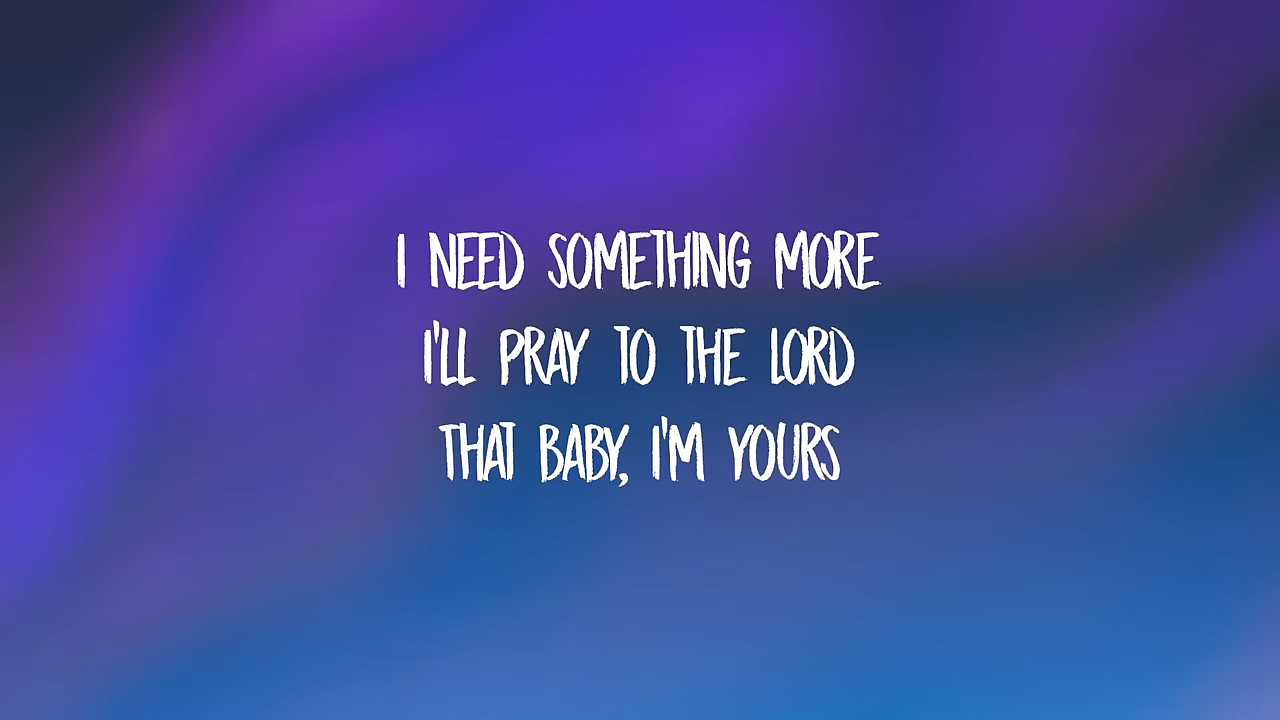 I NEED SOMETHING MORE
I'LL PRAY TO THE LORD
THAT BABY, I'M YOURS